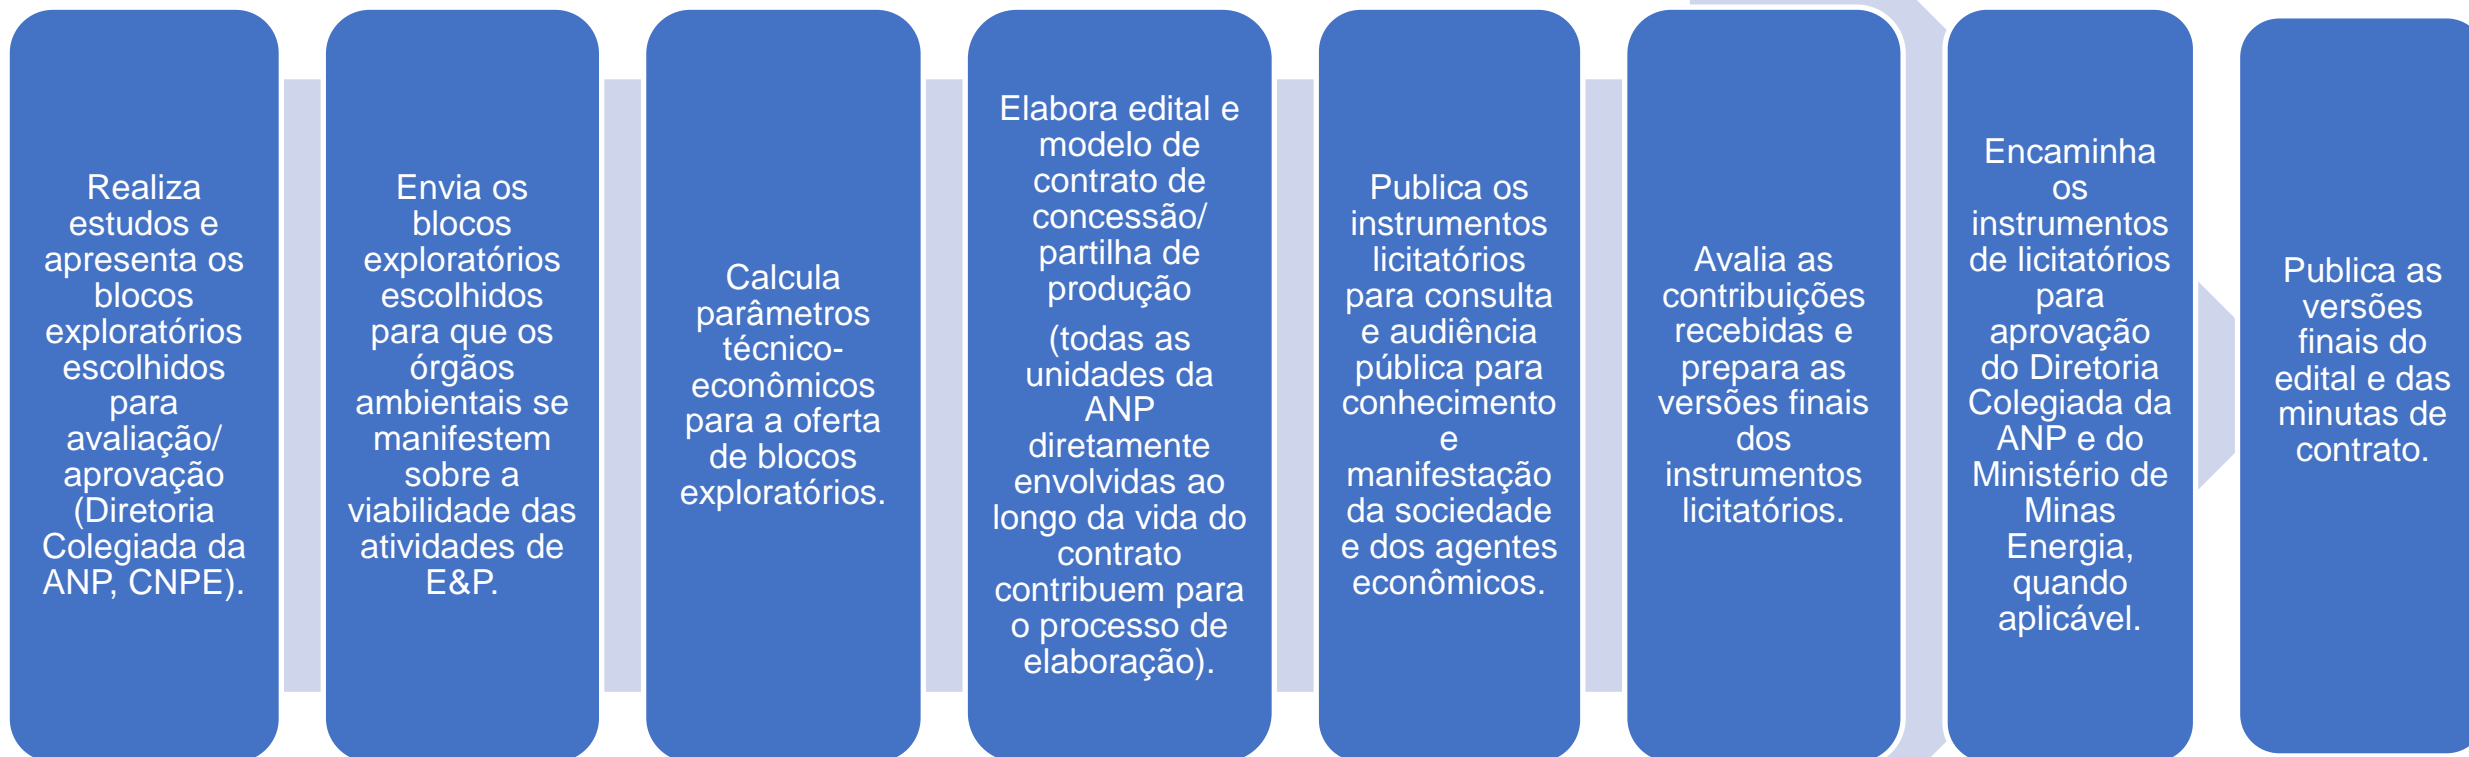 Realiza
estudos e
apresenta os
blocos
exploratórios
escolhidos
para
avaliação/
aprovação
(Diretoria
Colegiada da
ANP, CNPE).
Envia os
blocos
exploratórios
escolhidos
para que os
órgãos
ambientais se
manifestem
sobre a
viabilidade das
atividades de
E&P.
Calcula
parâmetros
técnico-
econômicos
para a oferta
de blocos
exploratórios.
Elabora edital e
modelo de
contrato de
concessão/
partilha de
produção
(todas as
unidades da
ANP
diretamente
envolvidas ao
longo da vida do
contrato
contribuem para
o processo de
elaboração).
Publica os
instrumentos
licitatórios
para consulta
e audiência
pública para
conhecimento
e
manifestação
da sociedade
e dos agentes
econômicos.
Avalia as
contribuições
recebidas e
prepara as
versões finais
dos
instrumentos
licitatórios.
Encaminha
os
instrumentos
de licitatórios
para
aprovação
do Diretoria
Colegiada da
ANP e do
Ministério de
Minas
Energia,
quando
aplicável.
Publica as
versões
finais do
edital e das
minutas de
contrato.